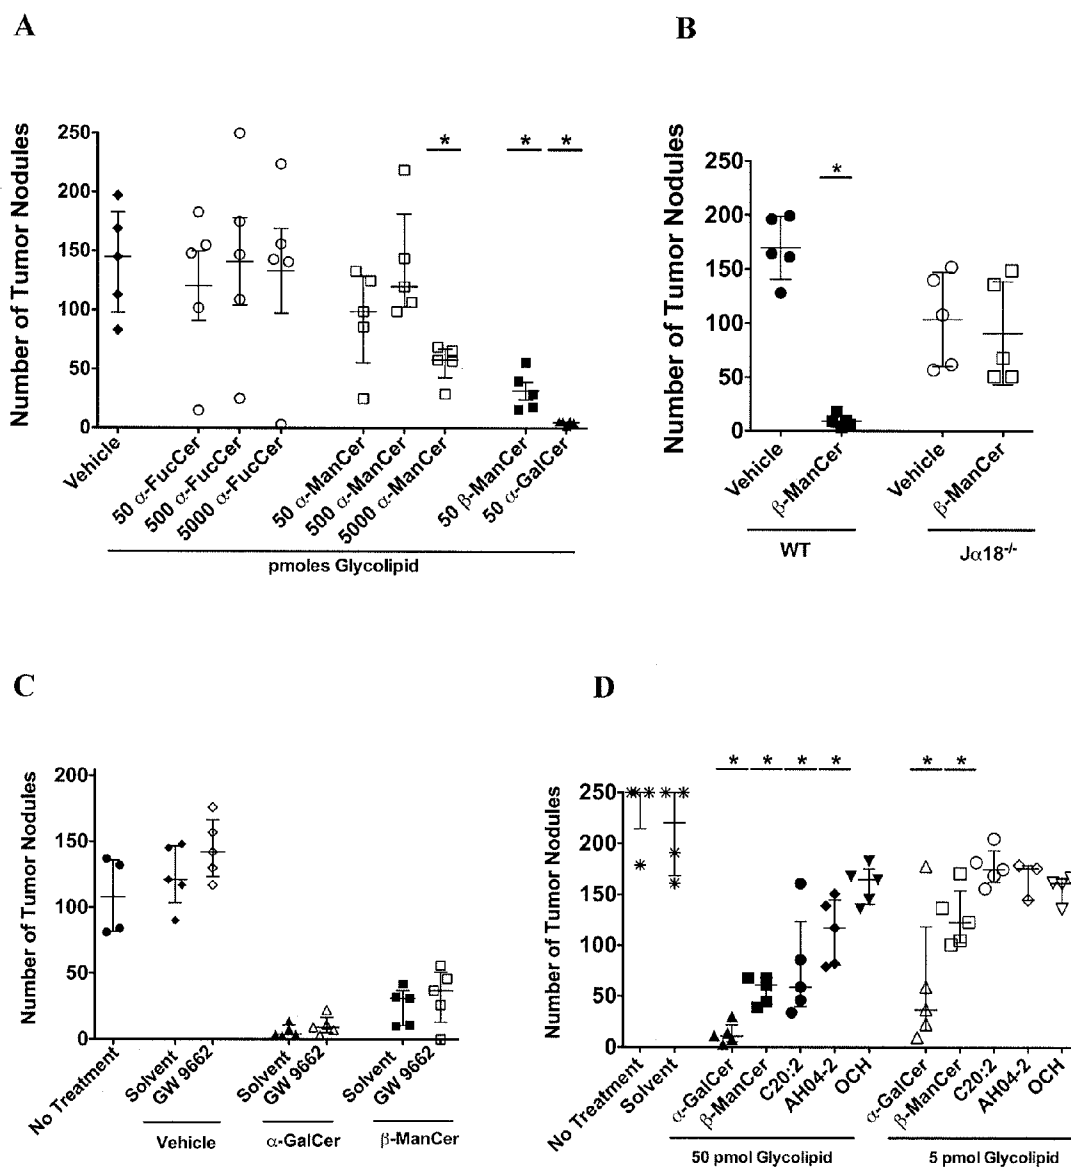 A
Number of Tumor Nodules
250
200
150
100
50
0
*
*
*
Vehicle
50 α-FucCer
500 α-FucCer
5000 α-FucCer
50 α-ManCer
500 α-ManCer
5000 α-ManCer
50 β-ManCer
50 α-GalCer
pmoles Glycolipid
B
Number of Tumor Nodules
250
200
150
100
50
0
*
Vehicle
β-ManCer
Vehicle
β-ManCer
WT
Jα18-/-
C
Number of Tumor Nodules
200
150
100
50
0
No Treatment
Solvent
GW 9662
Solvent
GW 9662
Solvent
GW 9662
Vehicle
α-GalCer
β-ManCer
D
Number of Tumor Nodules
250
200
150
100
50
0
*
*
*
*
*
*
No Treatment
Solvent
α-GalCer
β-ManCer
C20:2
AH04-2
OCH
α-GalCer
β-ManCer
C20:2
AH04-2
OCH
50 pmol Glycolipid
5 pmol Glycolipid